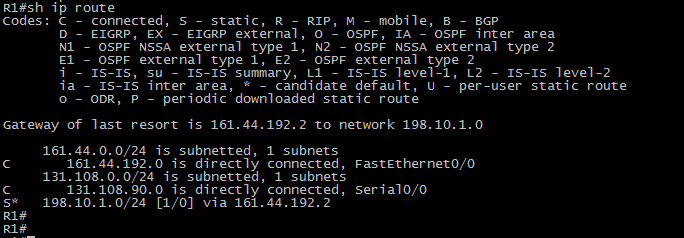 R1#sh ip route
Codes: C - connected, S - static, R - RIP, M - mobile, B - BGP
       D - EIGRP, EX - EIGRP external, O - OSPF, IA - OSPF inter area
       N1 - OSPF NSSA external type 1, N2 - OSPF NSSA external type 2
       E1 - OSPF external type 1, E2 - OSPF external type 2
       i - IS-IS, su - IS-IS summary, L1 - IS-IS level-1, L2 - IS-IS level-2
       ia - IS-IS inter area, * - candidate default, U - per-user static route
       o - ODR, P - periodic downloaded static route
Gateway of last resort is 161.44.192.2 to network 198.10.1.0
     161.44.0.0/24 is subnetted, 1 subnets
C       161.44.192.0 is directly connected, FastEthernet0/0
     131.108.0.0/24 is subnetted, 1 subnets
C       131.108.90.0 is directly connected, Serial0/0
S*   198.10.1.0/24 [1/0] via 161.44.192.2
R1#
R1#